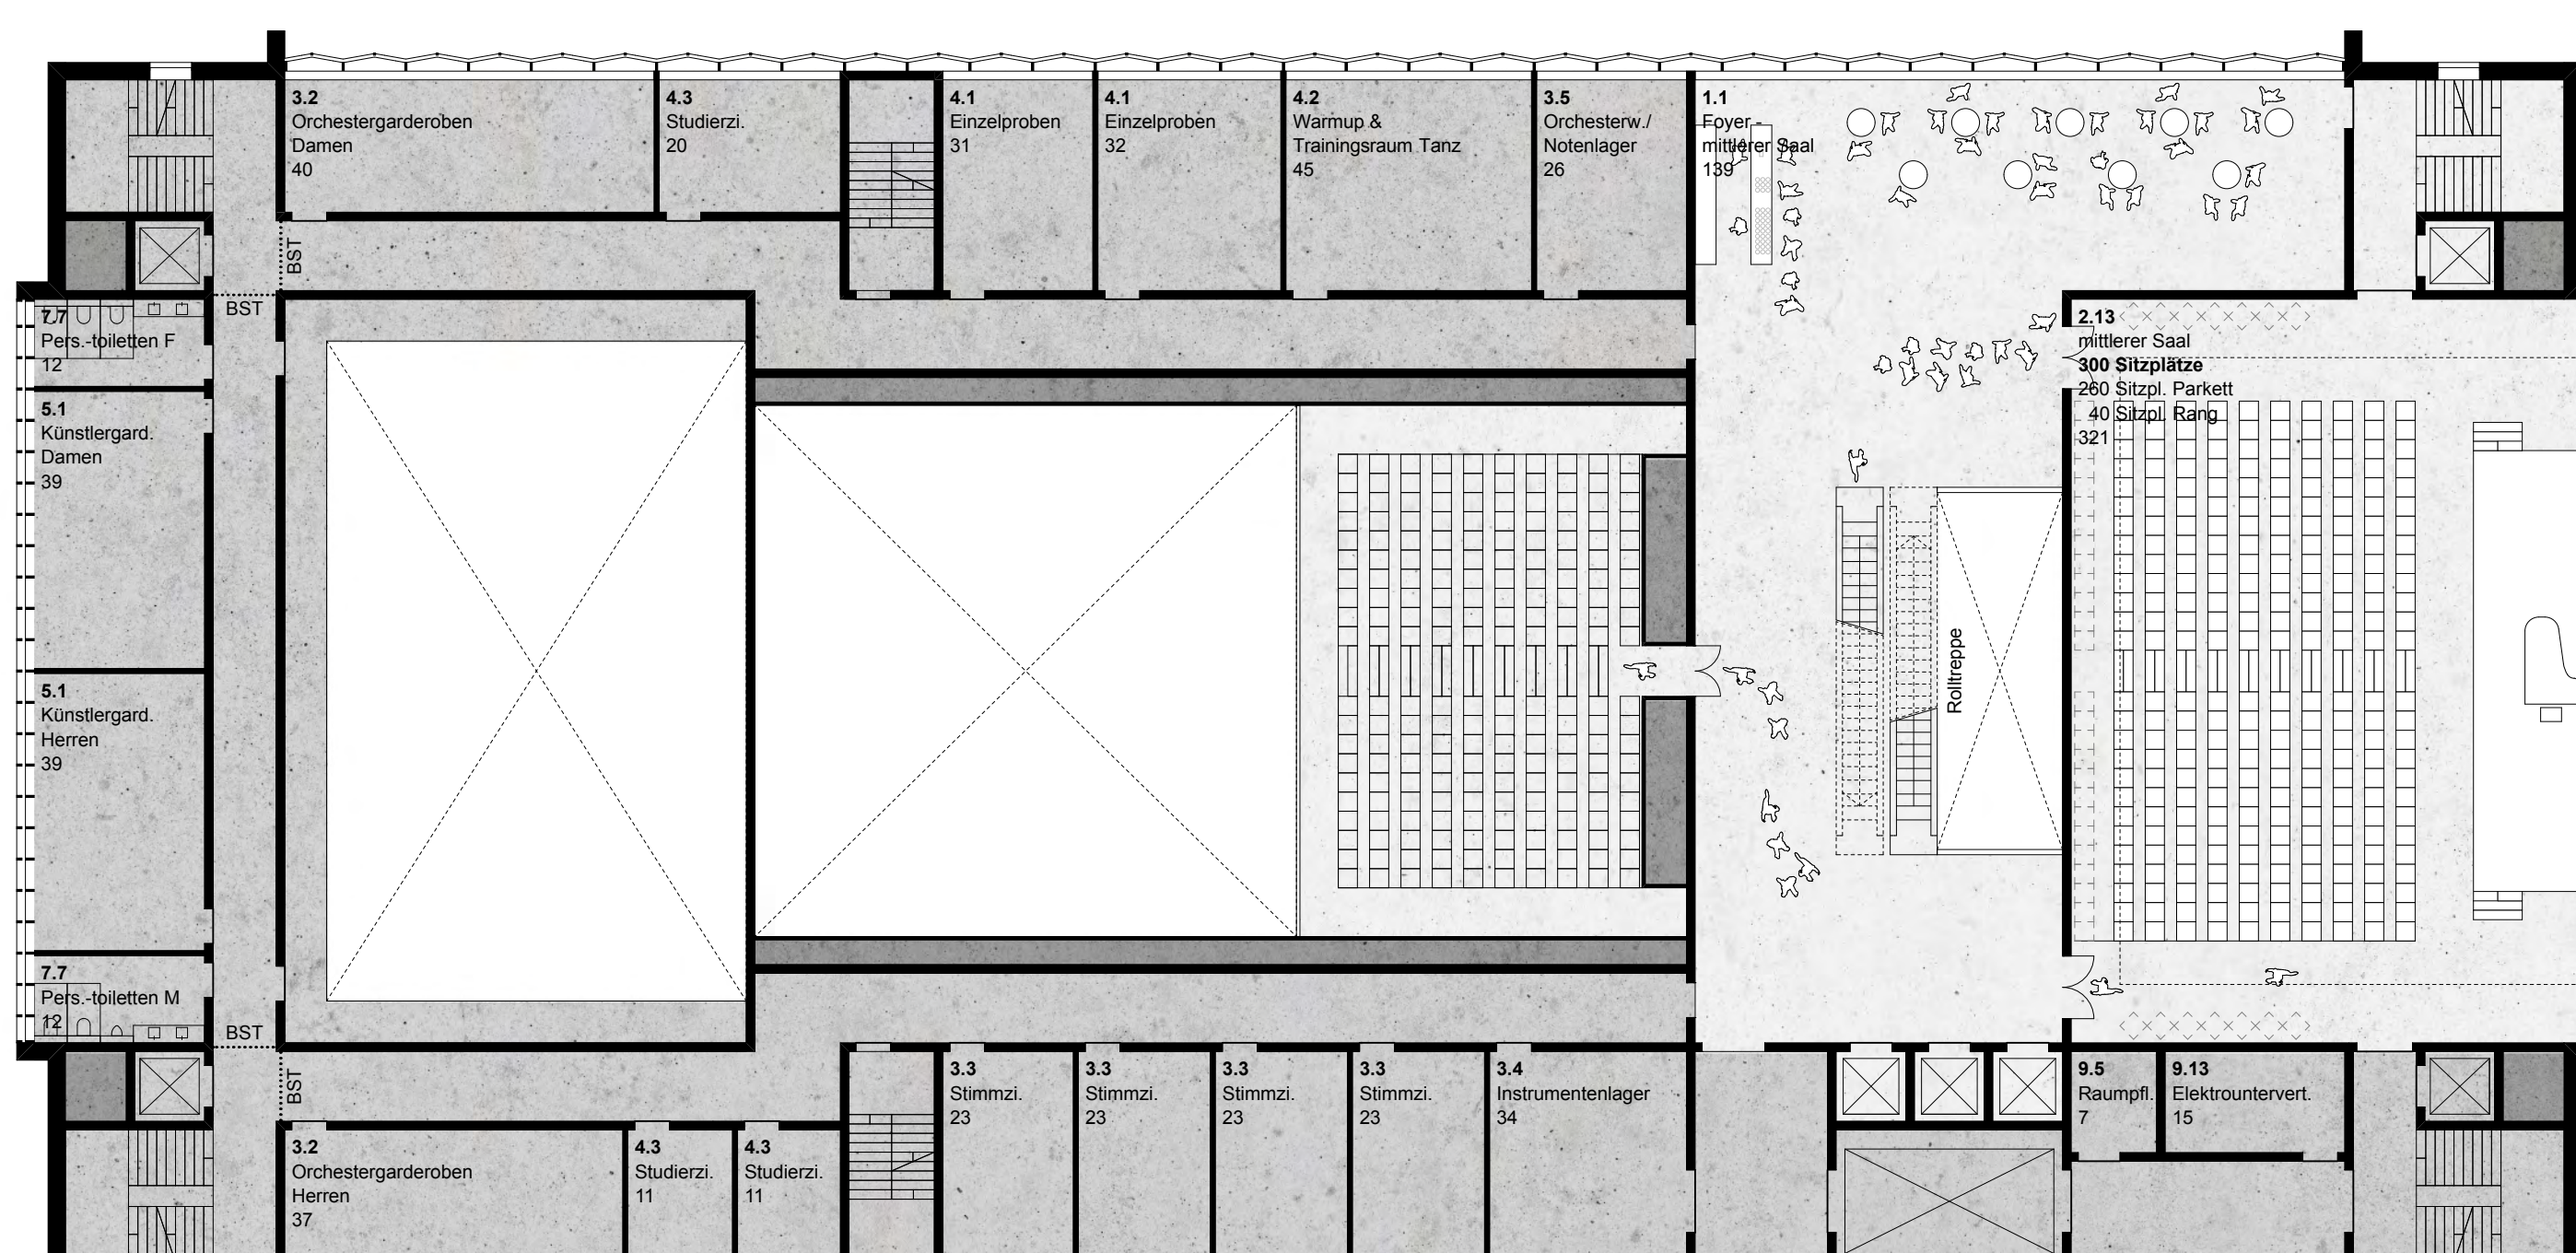 3.2
Orchestergarderoben
Damen
40
4.3
Studierzi.
20
4.1
Einzelproben
31
4.1
Einzelproben
32
4.2
Warmup &
Trainingsraum Tanz
45
3.5
Orchesterw./
Notenlager
26
1.1
Foyer -
mittlerer Saal
139
BST
BST
7.7
Pers.-toiletten F
12
5.1
Künstlergard.
Damen
39
5.1
Künstlergard.
Herren
39
7.7
Pers.-toiletten M
12
BST
BST
2.13
mittlerer Saal
300 Sitzplätze
260 Sitzpl. Parkett
40 Sitzpl. Rang
321
Rolltreppe
3.2
Orchestergarderoben
Herren
37
4.3
Studierzi.
11
4.3
Studierzi.
11
3.3
Stimmzi.
23
3.3
Stimmzi.
23
3.3
Stimmzi.
23
3.3
Stimmzi.
23
3.4
Instrumentenlager
34
9.5
Raumpfl.
7
9.13
Elektrountervert.
15